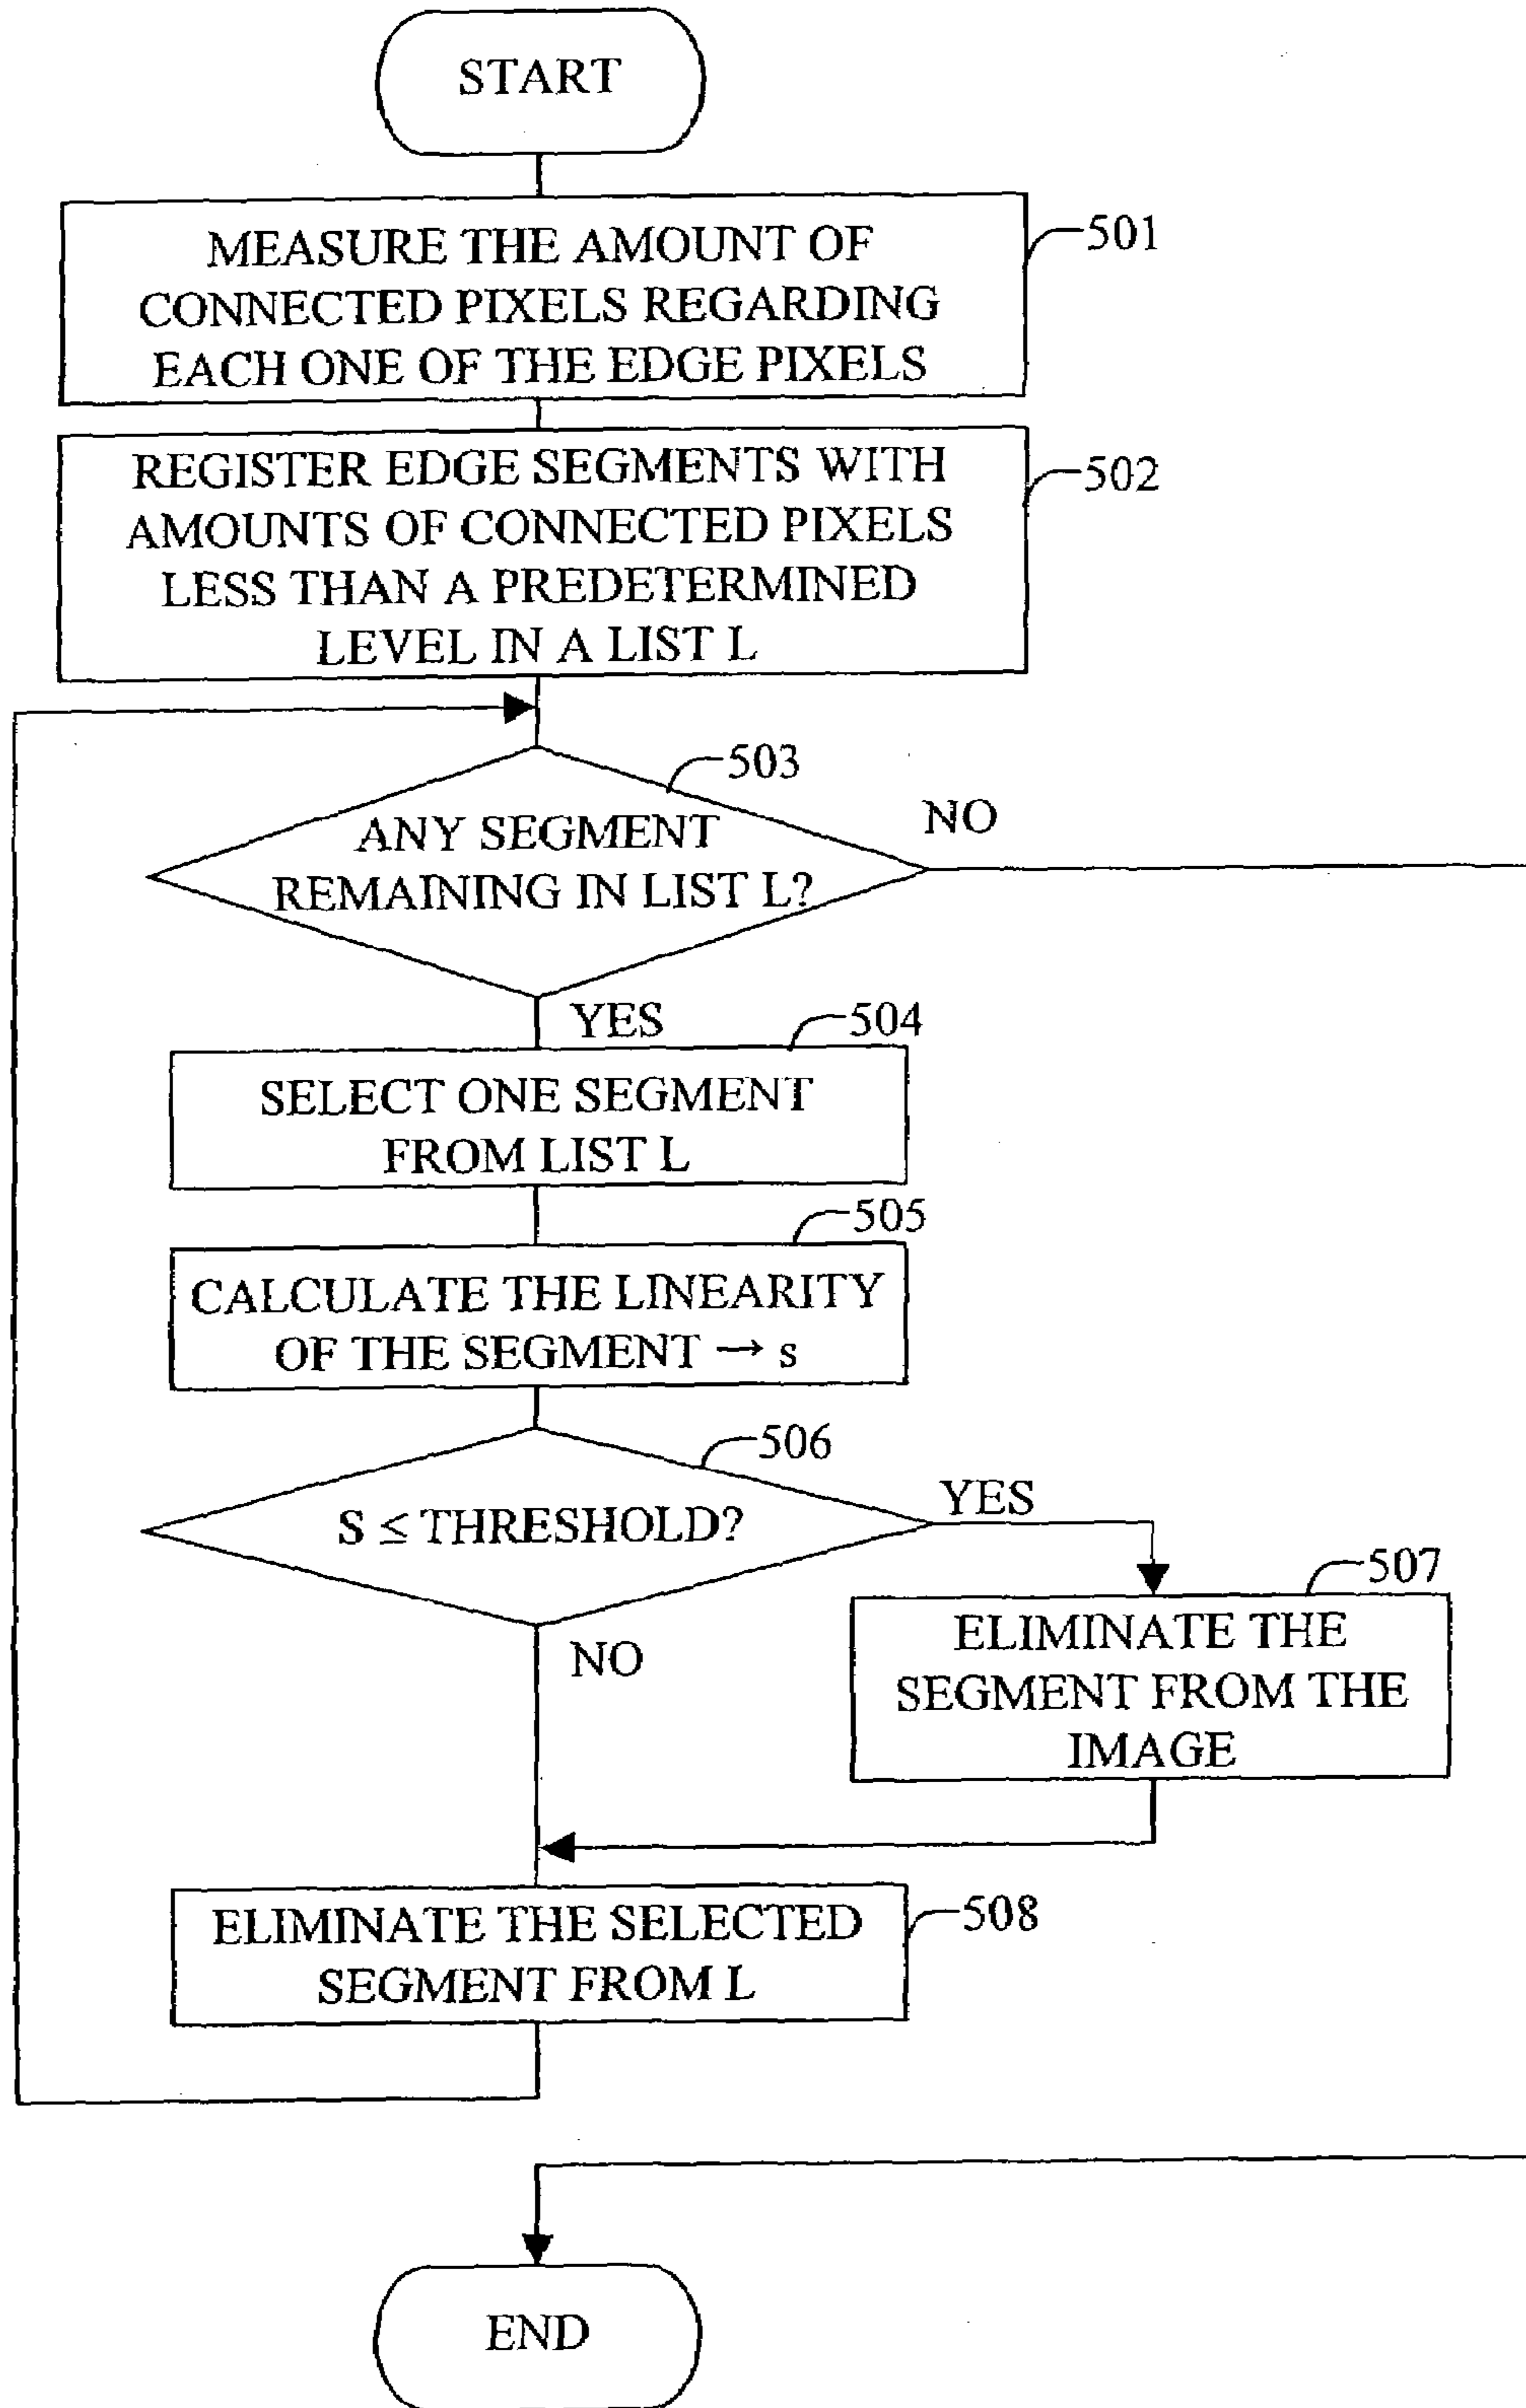 START
MEASURE THE AMOUNT OF
CONNECTED PIXELS REGARDING
EACH ONE OF THE EDGE PIXELS
501
REGISTER EDGE SEGMENTS WITH
AMOUNTS OF CONNECTED PIXELS
LESS THAN A PREDETERMINED
LEVEL IN A LIST L
502
503
ANY SEGMENT
REMAINING IN LIST L?
NO
YES
504
SELECT ONE SEGMENT
FROM LIST L
505
CALCULATE THE LINEARITY
OF THE SEGMENT → s
506
S ≤ THRESHOLD?
YES
NO
507
ELIMINATE THE
SEGMENT FROM THE
IMAGE
ELIMINATE THE SELECTED
SEGMENT FROM L
508
END